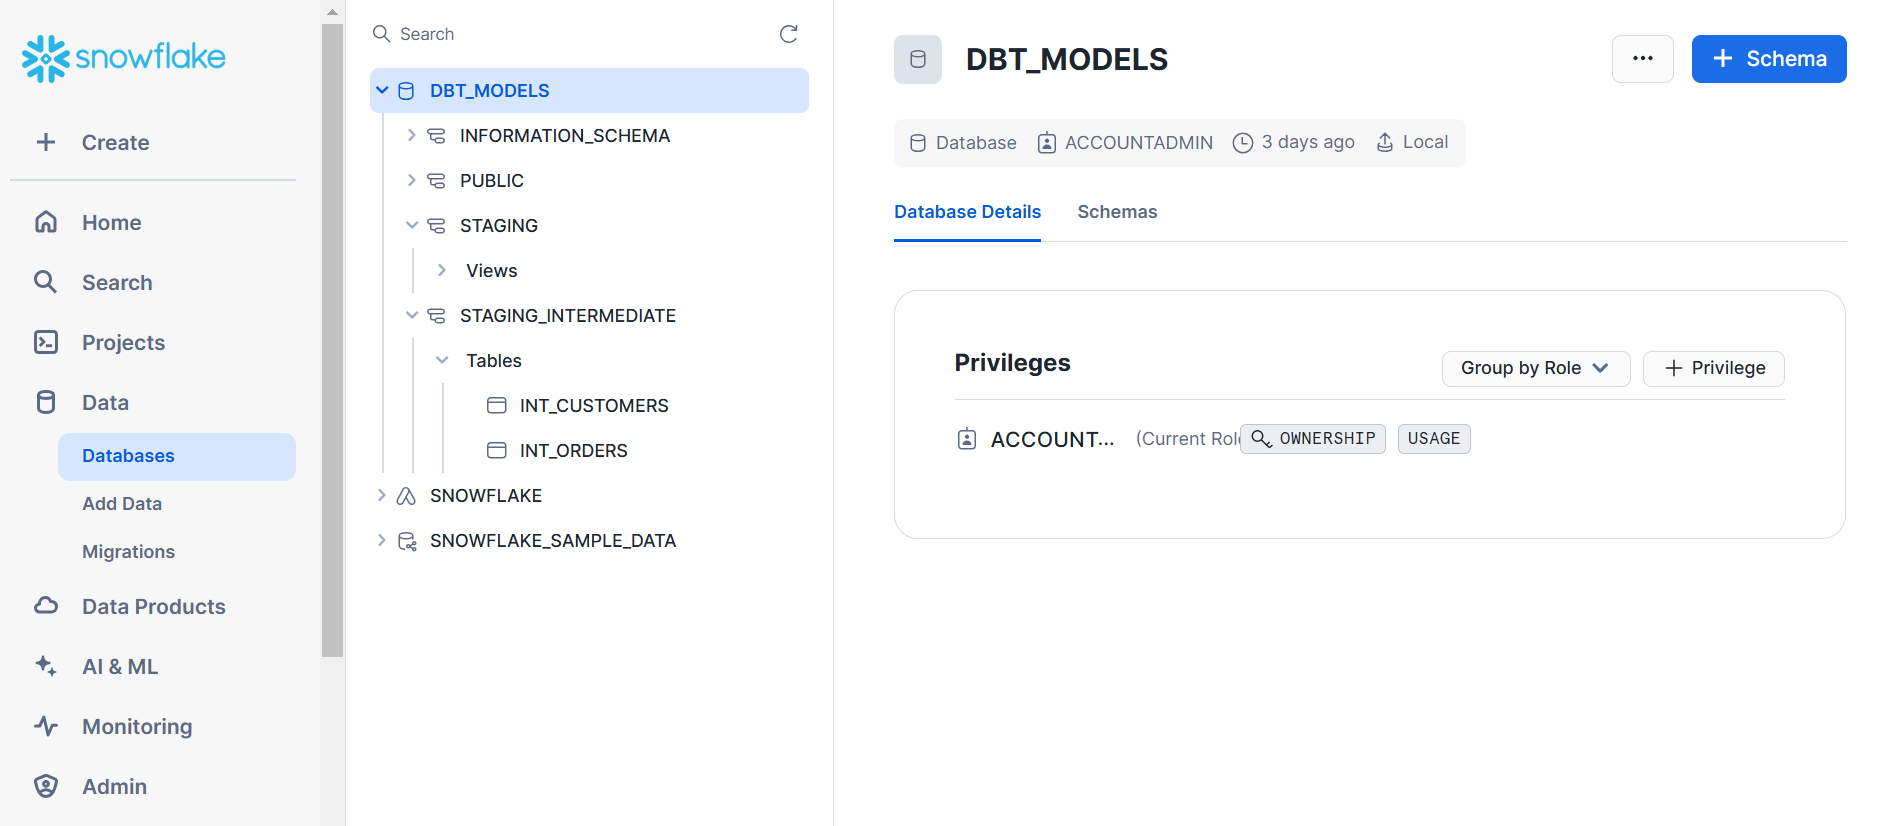 snowflake
Create
Home
Search
Projects
Data
Databases
Add Data
Migrations
Data Products
AI & ML
Monitoring
Admin
Search
DBT_MODELS
INFORMATION_SCHEMA
PUBLIC
STAGING
Views
STAGING_INTERMEDIATE
Tables
INT_CUSTOMERS
INT_ORDERS
SNOWFLAKE
SNOWFLAKE_SAMPLE_DATA
DBT_MODELS
... + Schema
Database ACCOUNTADMIN 3 days ago Local
Database Details Schemas
Privileges
Group by Role + Privilege
ACCOUNT... (Current Role OWNERSHIP USAGE